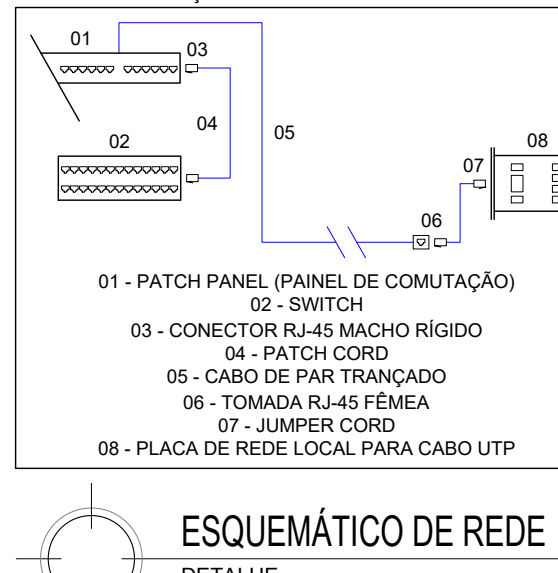 01
03
04
02
05
08
07
06
01 - PATCH PANEL (PAINEL DE COMUTAÇÃO)
02 - SWITCH
03 - CONECTOR RJ-45 MACHO RÍGIDO
04 - PATCH CORD
05 - CABO DE PAR TRANÇADO
06 - TOMADA RJ-45 FÊMEA
07 - JUMPER CORD
08 - PLACA DE REDE LOCAL PARA CABO UTP
ESQUEMÁTICO DE REDE
DETALHE